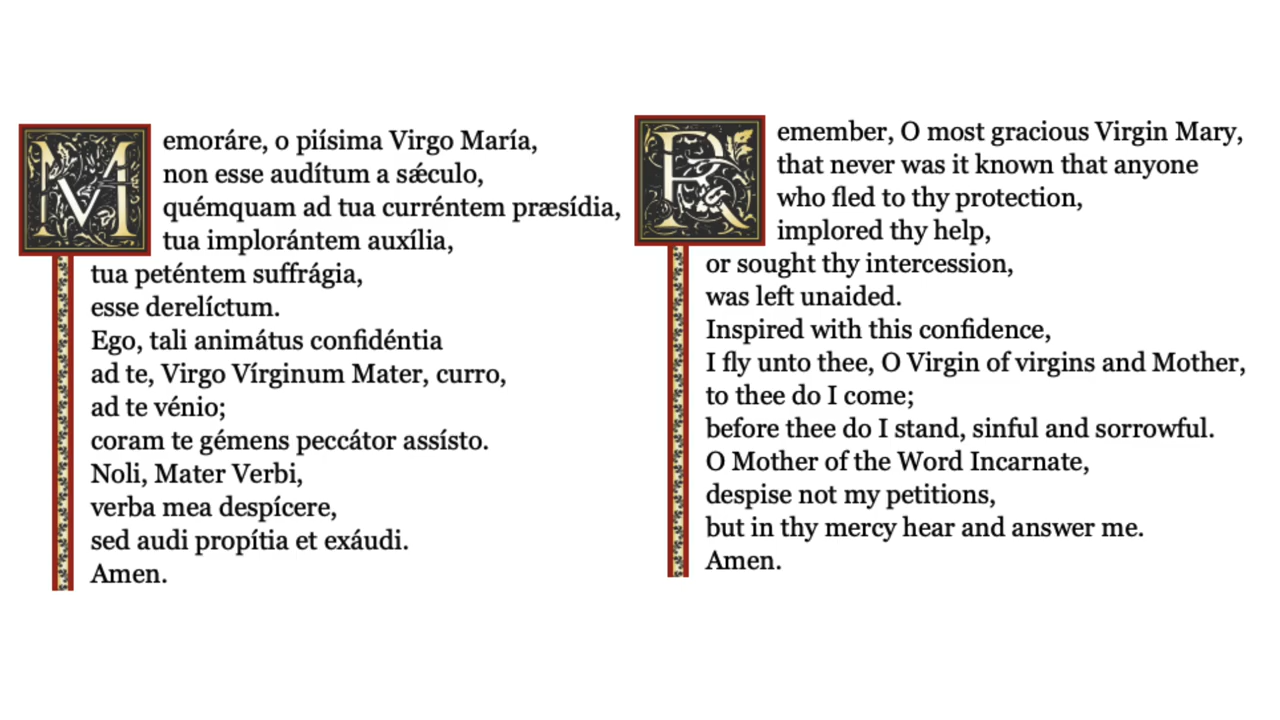 Memoráre, o piísima Virgo María,
non esse audítum a sǽculo,
quémquam ad tua curréntem præsídia,
tua implorántem auxília,
tua peténtem suffrágia,
esse derelíctum.
Ego, tali animátus confidéntia
ad te, Virgo Vírginum Mater, curro,
ad te vénio;
coram te gémens peccátor assísto.
Noli, Mater Verbi,
verba mea despícere,
sed audi propítia et exáudi.
Amen.
Remember, O most gracious Virgin Mary,
that never was it known that anyone
who fled to thy protection,
implored thy help,
or sought thy intercession,
was left unaided.
Inspired with this confidence,
I fly unto thee, O Virgin of virgins and Mother,
to thee do I come;
before thee do I stand, sinful and sorrowful.
O Mother of the Word Incarnate,
despise not my petitions,
but in thy mercy hear and answer me.
Amen.